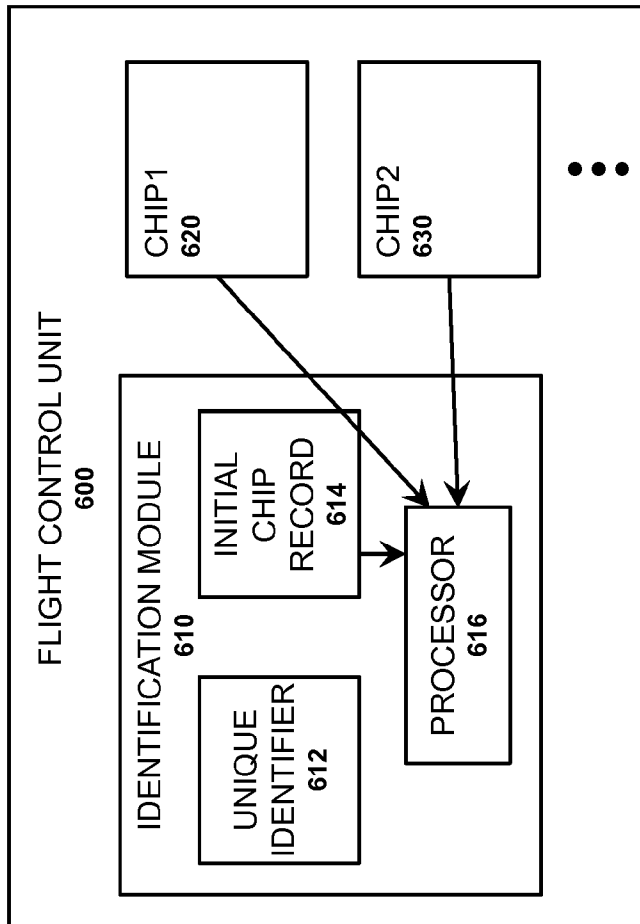 FLIGHT CONTROL UNIT
600
IDENTIFICATION MODULE
610
UNIQUE
IDENTIFIER
612
INITIAL
CHIP
RECORD
614
PROCESSOR
616
CHIP1
620
CHIP2
630